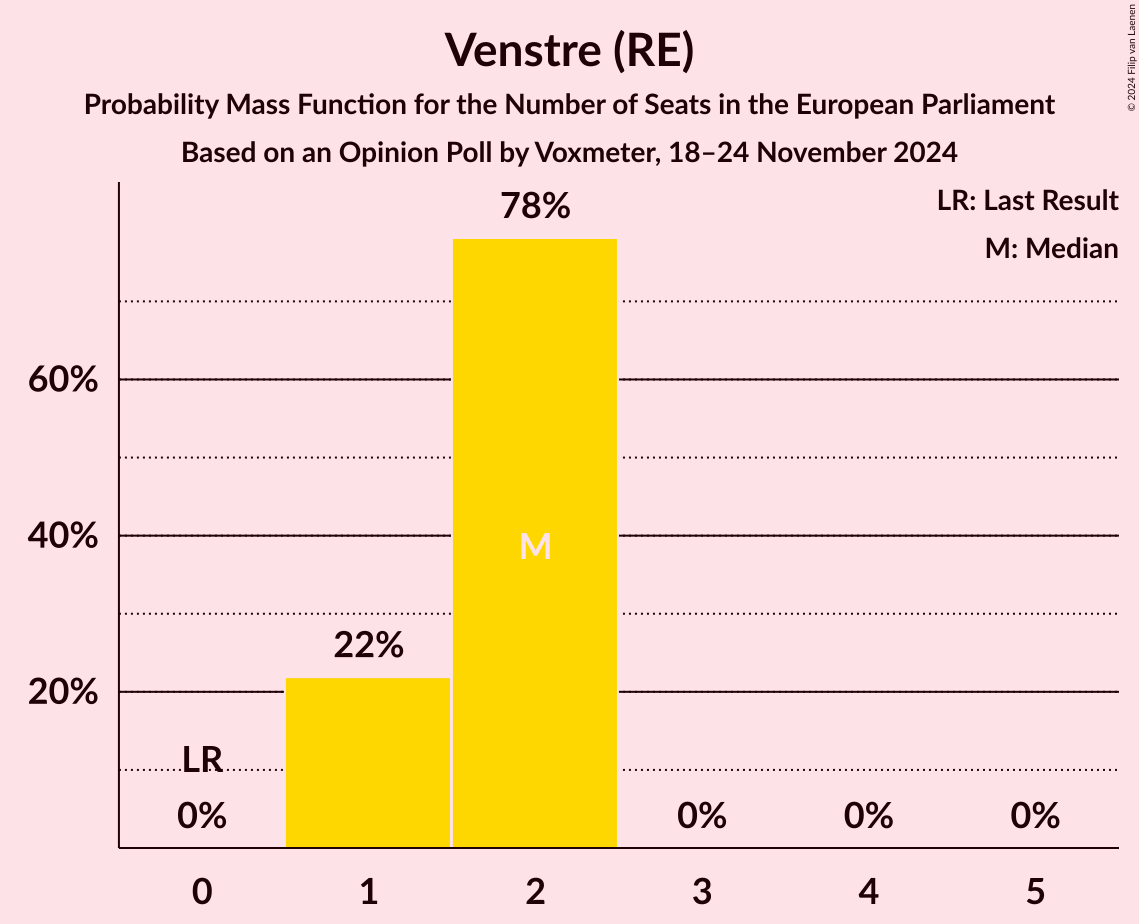 Venstre (RE)
Probability Mass Function for the Number of Seats in the European Parliament
Based on an Opinion Poll by Voxmeter, 18–24 November 2024
© 2024 Filip van Laenen
LR: Last Result
M: Median
78%
60%
40%
20%
M
22%
LR
0%
0%
0%
0%
0
1
2
3
4
5